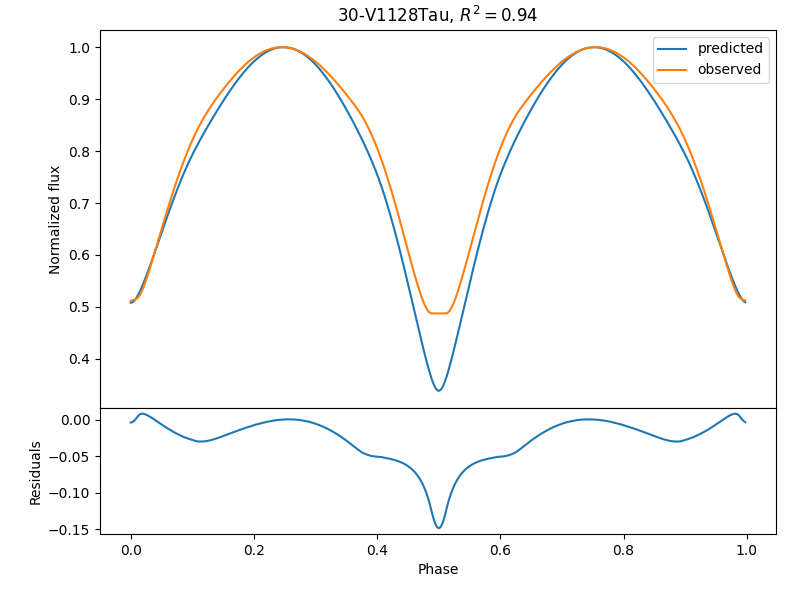 30-V1128Tau, $R^2 = 0.94$
1.0
0.9
0.8
0.7
0.6
0.5
0.4
Normalized flux
predicted
observed
0.00
−0.05
−0.10
−0.15
Residuals
0.0 0.2 0.4 0.6 0.8 1.0
Phase